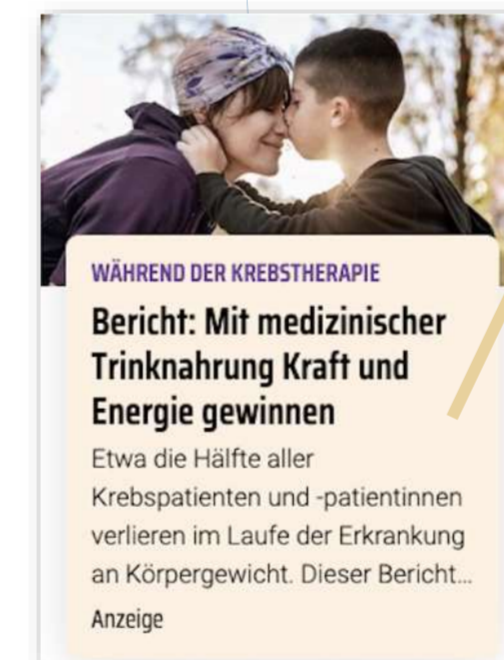 WÄHREND DER KREBSTHERAPIE
Bericht: Mit medizinischer
Trinknahrung Kraft und
Energie gewinnen
Etwa die Hälfte aller
Krebspatienten und -patientinnen
verlieren im Laufe der Erkrankung
an Körpergewicht. Dieser Bericht...
Anzeige